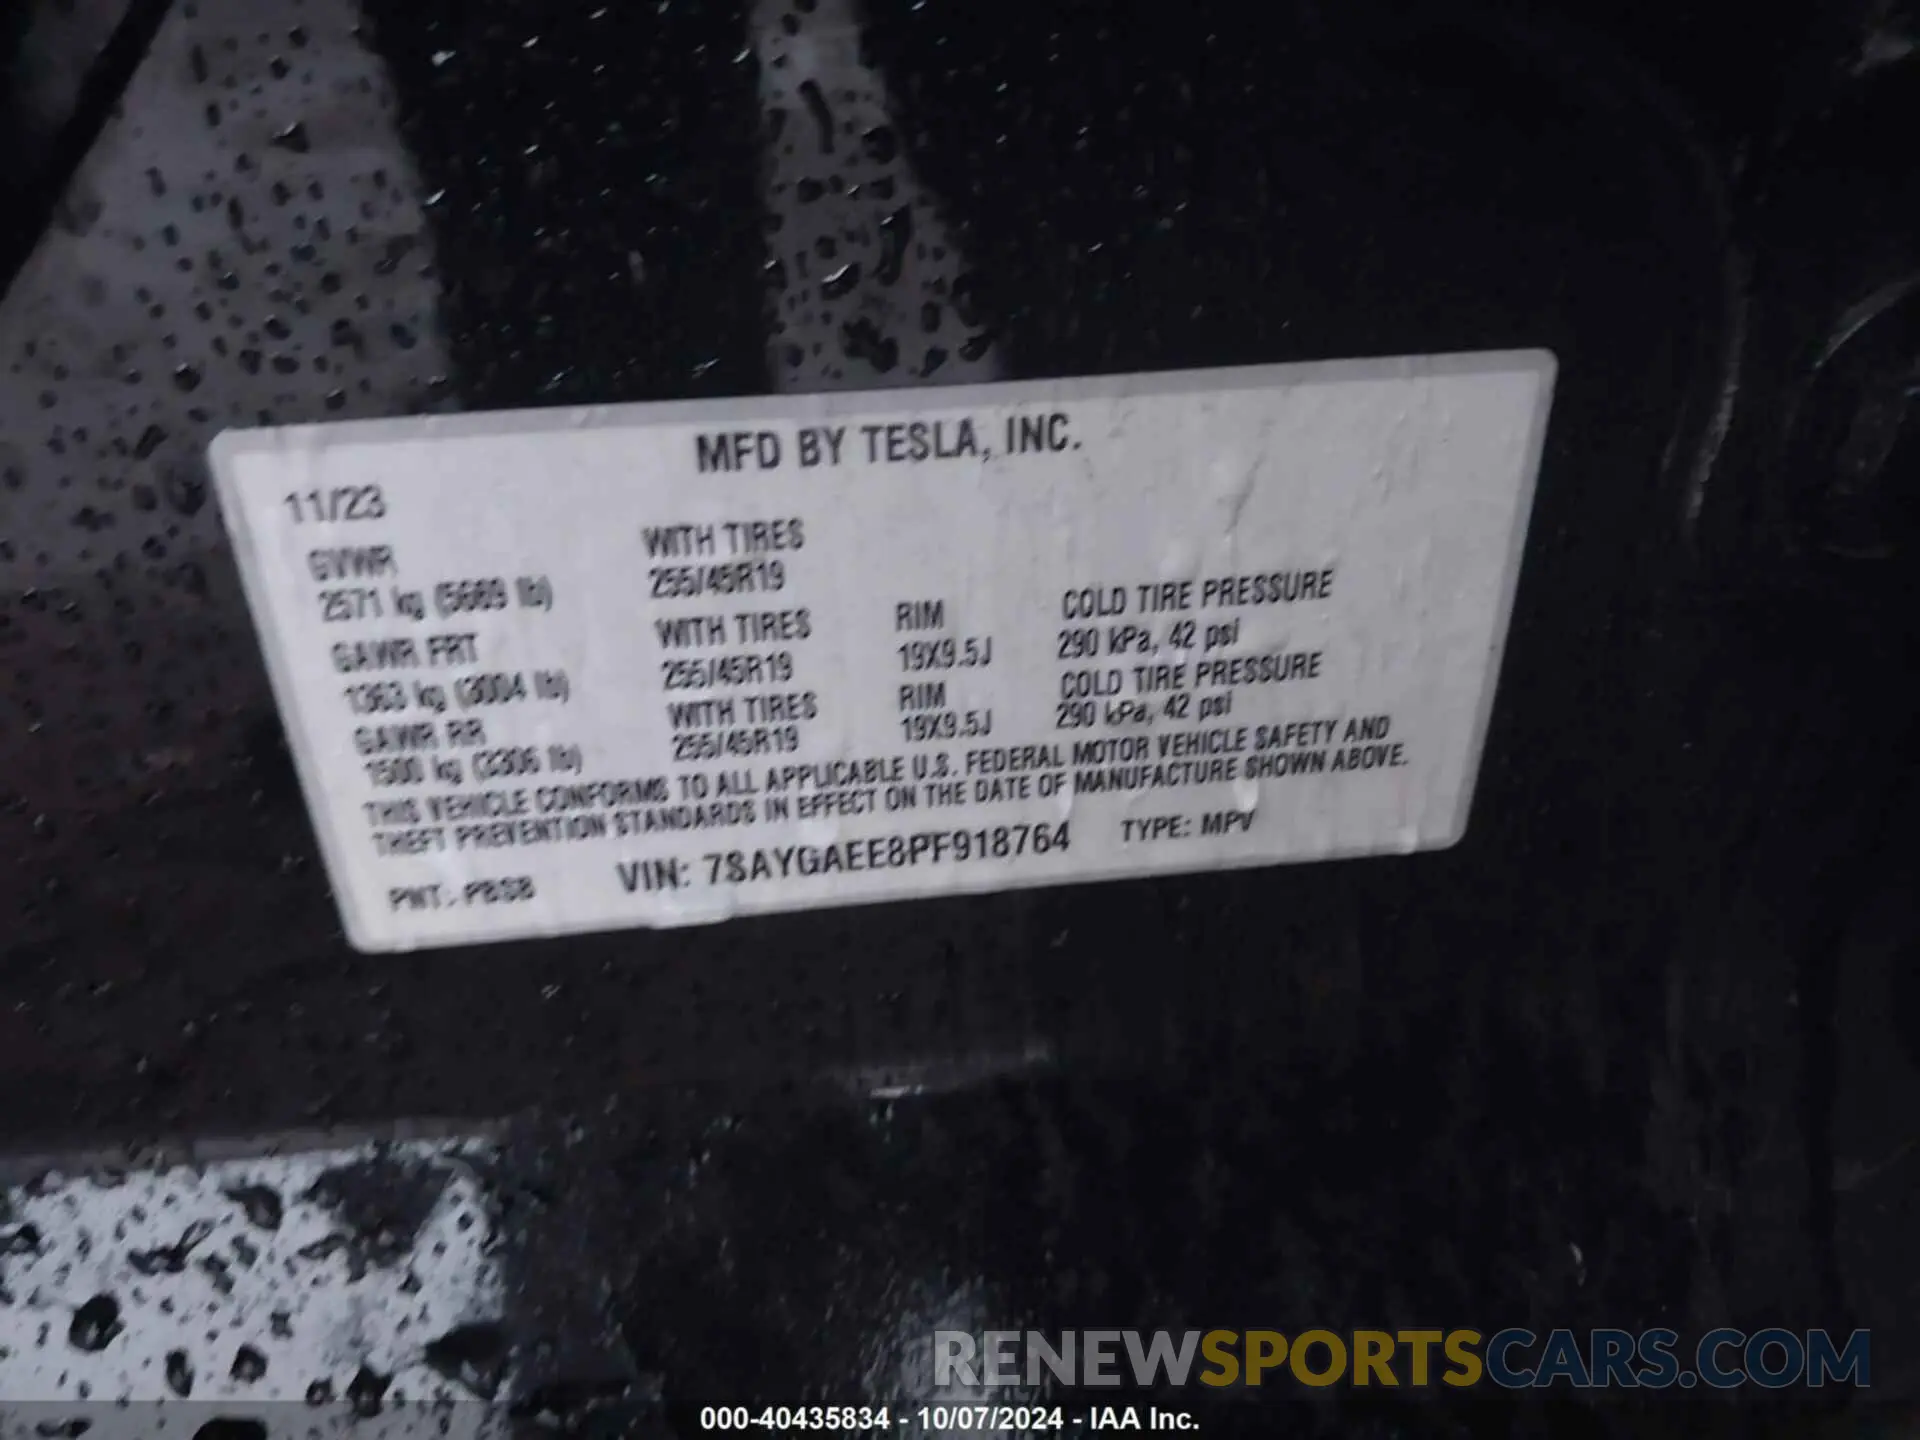 MFD BY TESLA, INC.
11/23
GVWR WITH TIRES
2571 kg (5669 lb) 255/45R19
GAWR FRT WITH TIRES RIM COLD TIRE PRESSURE
1363 kg (3004 lb) 255/45R19 19X9.5J 290 kPa, 42 psi
GAWR RR WITH TIRES RIM COLD TIRE PRESSURE
1500 kg (3306 lb) 255/45R19 19X9.5J 290 kPa, 42 psi
THIS VEHICLE CONFORMS TO ALL APPLICABLE U.S. FEDERAL MOTOR VEHICLE SAFETY AND
THEFT PREVENTION STANDARDS IN EFFECT ON THE DATE OF MANUFACTURE SHOWN ABOVE.
PNT: PBSB VIN: 7SAYGAEE8PF918764 TYPE: MPV
RENEWSPORTSCARS.COM
000-40435834 - 10/07/2024 - IAA Inc.